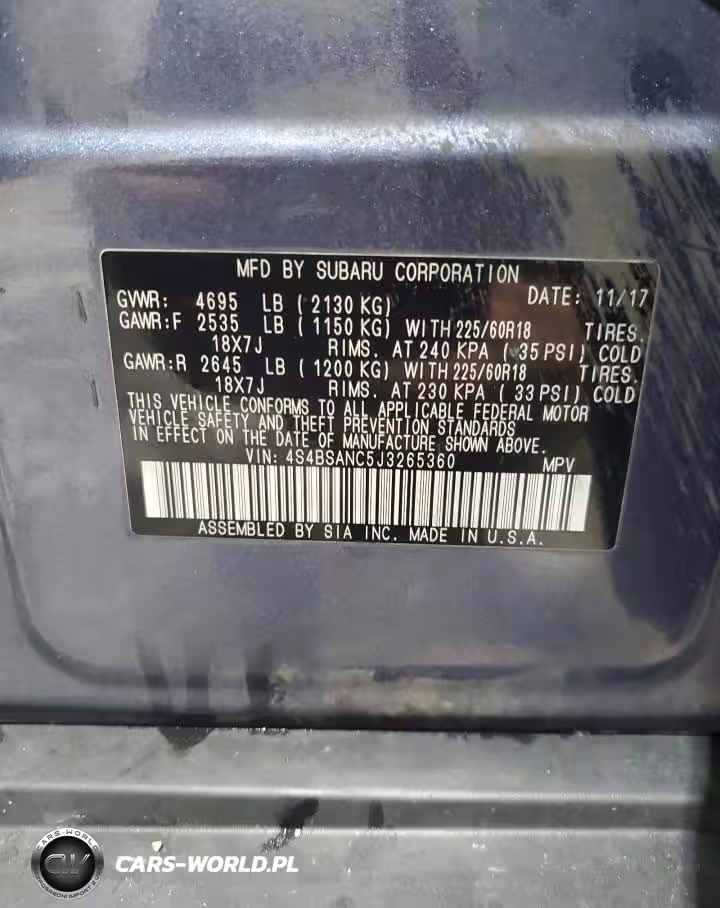 MFD BY SUBARU CORPORATION
GVWR: 4695 LB ( 2130 KG) DATE: 11/17
GAWR:F 2535 LB ( 1150 KG) WITH 225/60R18 TIRES.
18X7J RIMS. AT 240 KPA ( 35 PSI) COLD
GAWR:R 2645 LB ( 1200 KG) WITH 225/60R18 TIRES.
18X7J RIMS. AT 230 KPA ( 33 PSI) COLD
THIS VEHICLE CONFORMS TO ALL APPLICABLE FEDERAL MOTOR
VEHICLE SAFETY AND THEFT PREVENTION STANDARDS
IN EFFECT ON THE DATE OF MANUFACTURE SHOWN ABOVE.
VIN: 4S4BSANC5J3265360 MPV
ASSEMBLED BY SIA INC. MADE IN U.S.A.
CARS-WORLD
CW
CARS-WORLD.PL